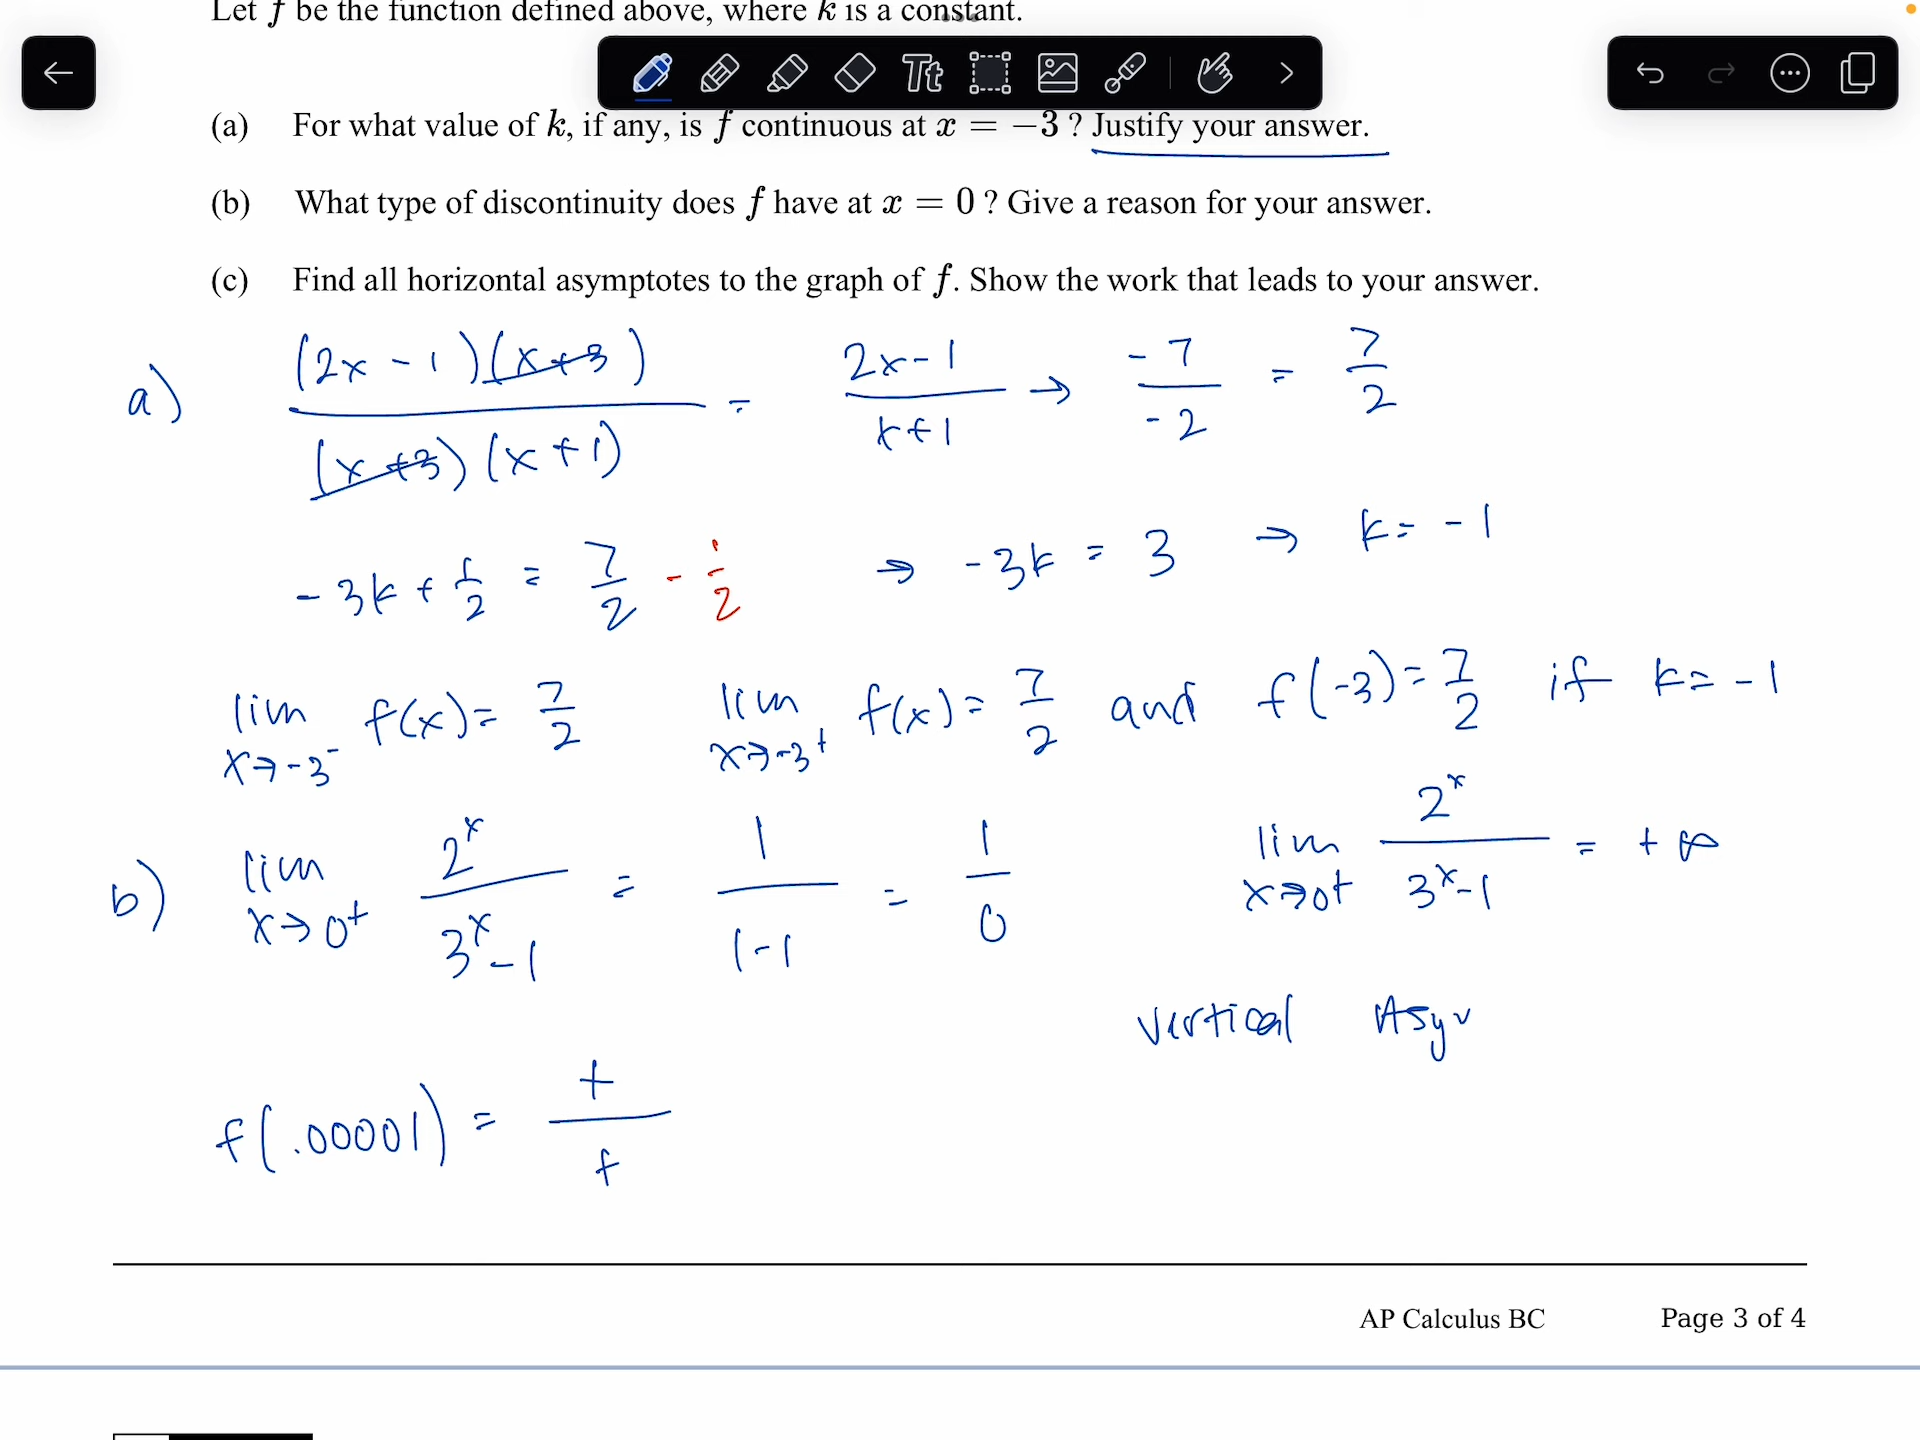 Let f be the function defined above, where k is a constant.
Tt
(a) For what value of k, if any, is f continuous at x = −3 ? Justify your answer.
(b) What type of discontinuity does f have at x = 0 ? Give a reason for your answer.
(c) Find all horizontal asymptotes to the graph of f. Show the work that leads to your answer.
a) (2x - 1)(x+3) / (x+3)(x+1) = 2x-1 / x+1 → -7 / -2 = 7/2
-3k + 1/2 = 7/2 - 1/2 → -3k = 3 → k = -1
lim x→-3⁻ f(x) = 7/2 lim x→-3⁺ f(x) = 7/2 and f(-3) = 7/2 if k = -1
b) lim x→0⁺ 2ˣ / 3ˣ-1 = 1 / 1-1 = 1/0 lim x→0⁺ 2ˣ / 3ˣ-1 = +∞
Vertical Asy
f(.00001) = + / +
AP Calculus BC Page 3 of 4